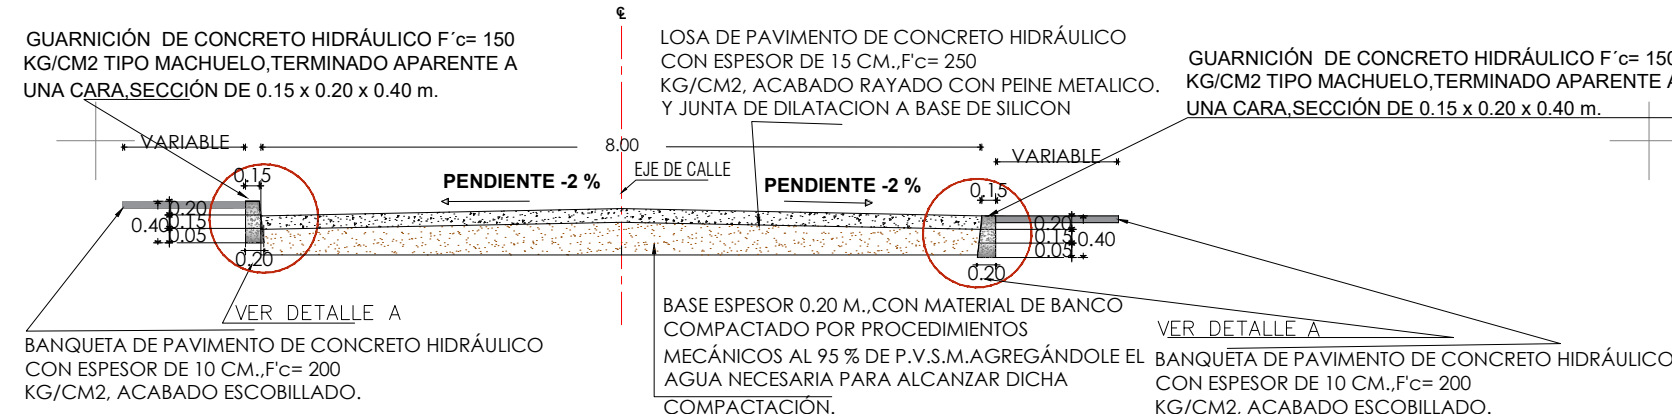 ℄
GUARNICIÓN DE CONCRETO HIDRÁULICO F´c= 150
KG/CM2 TIPO MACHUELO,TERMINADO APARENTE A
UNA CARA,SECCIÓN DE 0.15 x 0.20 x 0.40 m.
LOSA DE PAVIMENTO DE CONCRETO HIDRÁULICO
CON ESPESOR DE 15 CM.,F'c= 250
KG/CM2, ACABADO RAYADO CON PEINE METALICO.
Y JUNTA DE DILATACION A BASE DE SILICON
GUARNICIÓN DE CONCRETO HIDRÁULICO F´c= 150
KG/CM2 TIPO MACHUELO,TERMINADO APARENTE A
UNA CARA,SECCIÓN DE 0.15 x 0.20 x 0.40 m.
VARIABLE
8.00
VARIABLE
0.15
PENDIENTE -2 %
EJE DE CALLE
PENDIENTE -2 %
0.15
0.20
0.15
0.05
0.40
0.20
0.20
0.15
0.05
0.40
0.20
VER DETALLE A
BANQUETA DE PAVIMENTO DE CONCRETO HIDRÁULICO
CON ESPESOR DE 10 CM.,F'c= 200
KG/CM2, ACABADO ESCOBILLADO.
BASE ESPESOR 0.20 M.,CON MATERIAL DE BANCO
COMPACTADO POR PROCEDIMIENTOS
MECÁNICOS AL 95 % DE P.V.S.M.AGREGÁNDOLE EL
AGUA NECESARIA PARA ALCANZAR DICHA
COMPACTACIÓN.
VER DETALLE A
BANQUETA DE PAVIMENTO DE CONCRETO HIDRÁULICO
CON ESPESOR DE 10 CM.,F'c= 200
KG/CM2, ACABADO ESCOBILLADO.